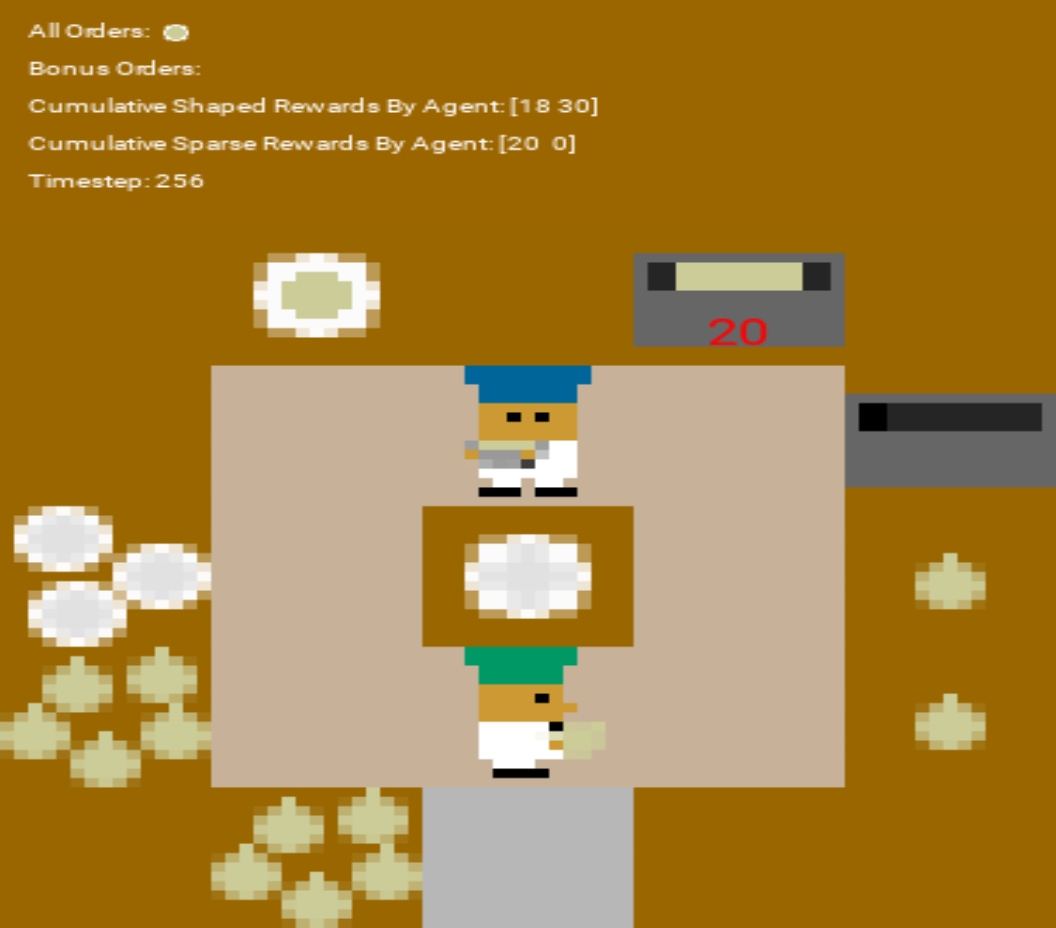 All Orders:
Bonus Orders:
Cumulative Shaped Rewards By Agent: [18 30]
Cumulative Sparse Rewards By Agent: [20  0]
Timestep: 256
20